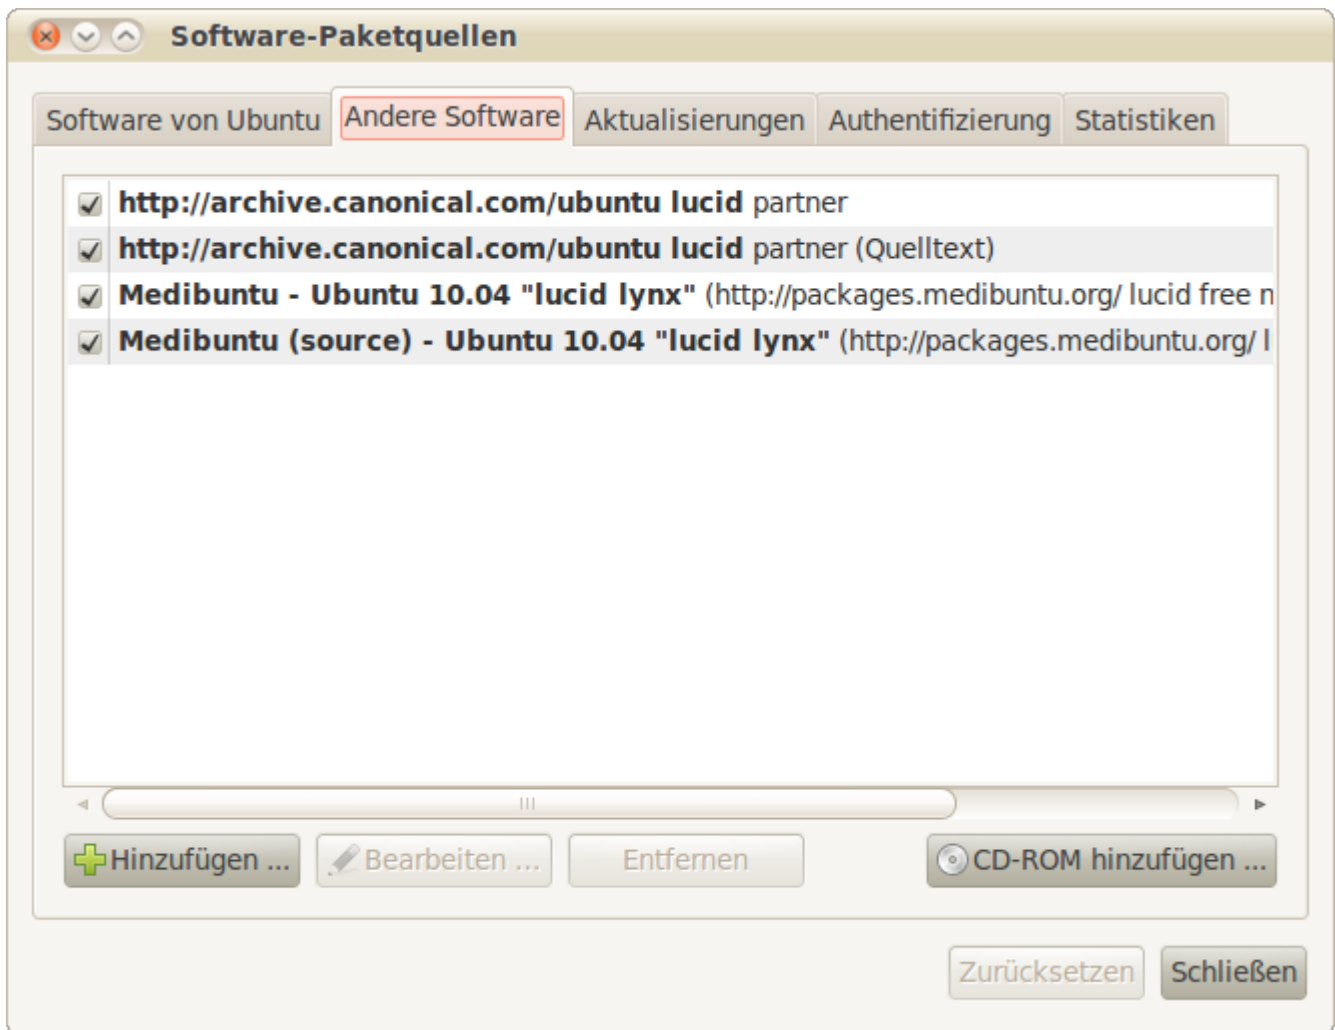 Software-Paketquellen
Software von Ubuntu Andere Software Aktualisierungen Authentifizierung Statistiken
http://archive.canonical.com/ubuntu lucid partner
http://archive.canonical.com/ubuntu lucid partner (Quelltext)
Medibuntu - Ubuntu 10.04 "lucid lynx" (http://packages.medibuntu.org/ lucid free n
Medibuntu (source) - Ubuntu 10.04 "lucid lynx" (http://packages.medibuntu.org/ l
Hinzufügen ... Bearbeiten ... Entfernen CD-ROM hinzufügen ...
Zurücksetzen Schließen